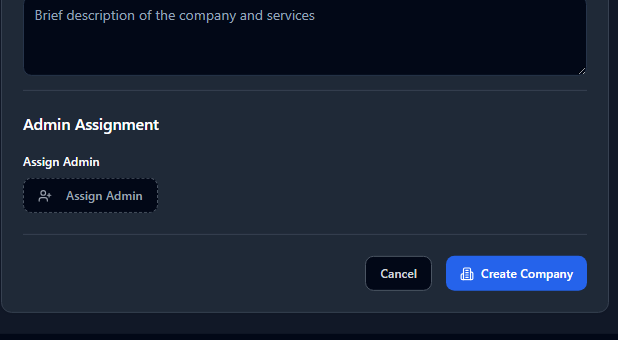 Brief description of the company and services
Admin Assignment
Assign Admin
Assign Admin
Cancel
Create Company